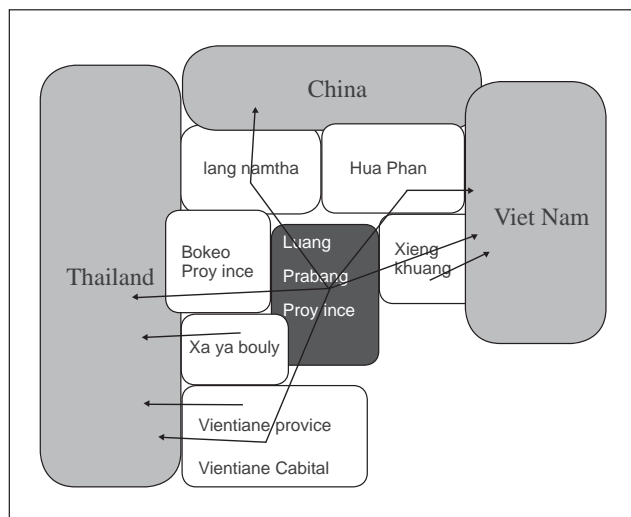 China
lang namtha
Hua Phan
Viet Nam
Thailand
Bokeo
Proy ince
Luang
Prabang
Proy ince
Xieng
khuang
Xa ya bouly
Vientiane provice
Vientiane Cabital